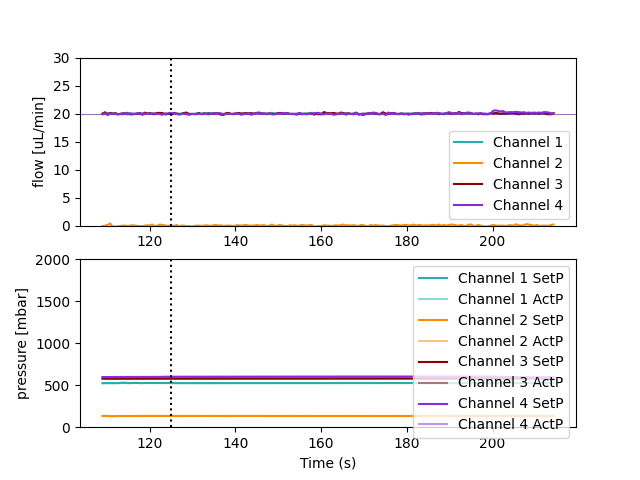 30
25
20
15
10
5
0
flow [uL/min]
Channel 1
Channel 2
Channel 3
Channel 4
120 140 160 180 200
2000
1500
1000
500
0
pressure [mbar]
Channel 1 SetP
Channel 1 ActP
Channel 2 SetP
Channel 2 ActP
Channel 3 SetP
Channel 3 ActP
Channel 4 SetP
Channel 4 ActP
120 140 160 180 200
Time (s)